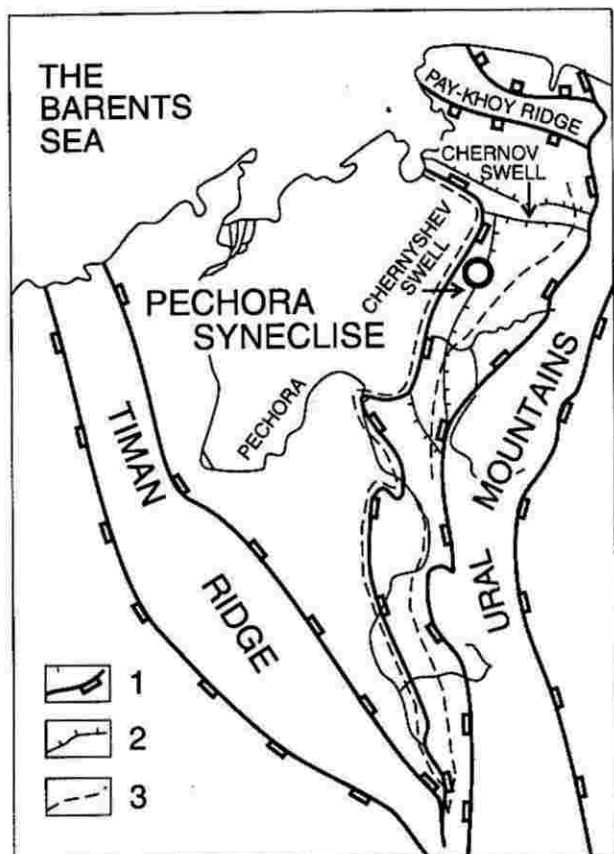 THE
BARENTS
SEA
PAY-KHOY RIDGE
CHERNOV
SWELL
CHERNYSHEV
SWELL
PECHORA
SYNECLISE
PECHORA
TIMAN
RIDGE
URAL
MOUNTAINS
1
2
3